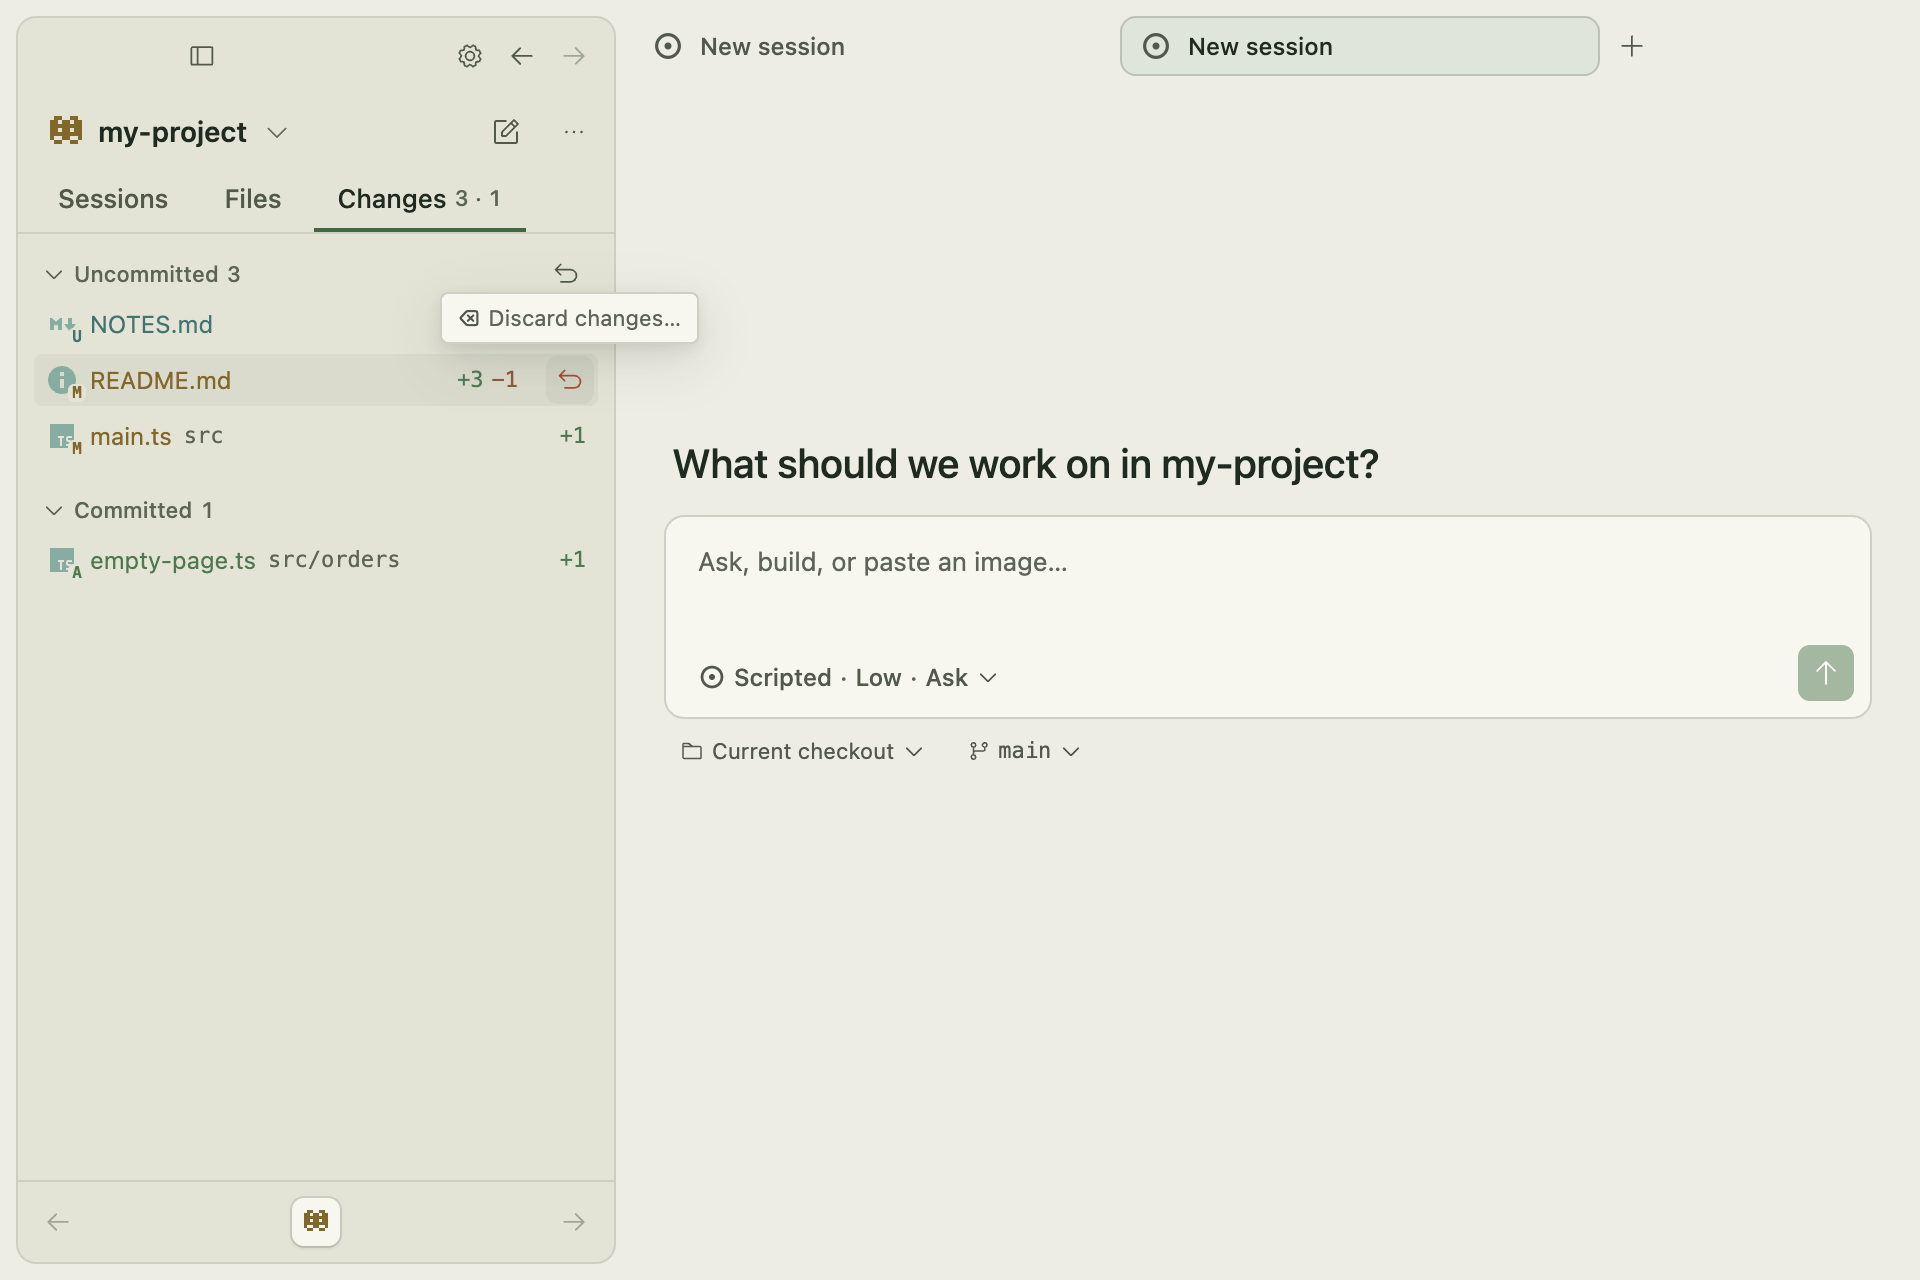 New session
New session
my-project
Sessions
Files
Changes 3 · 1
Uncommitted 3
Discard changes...
M↓ U NOTES.md
M README.md +3 −1
TS M main.ts src +1
Committed 1
TS A empty-page.ts src/orders +1
What should we work on in my-project?
Ask, build, or paste an image...
Scripted · Low · Ask
Current checkout
main